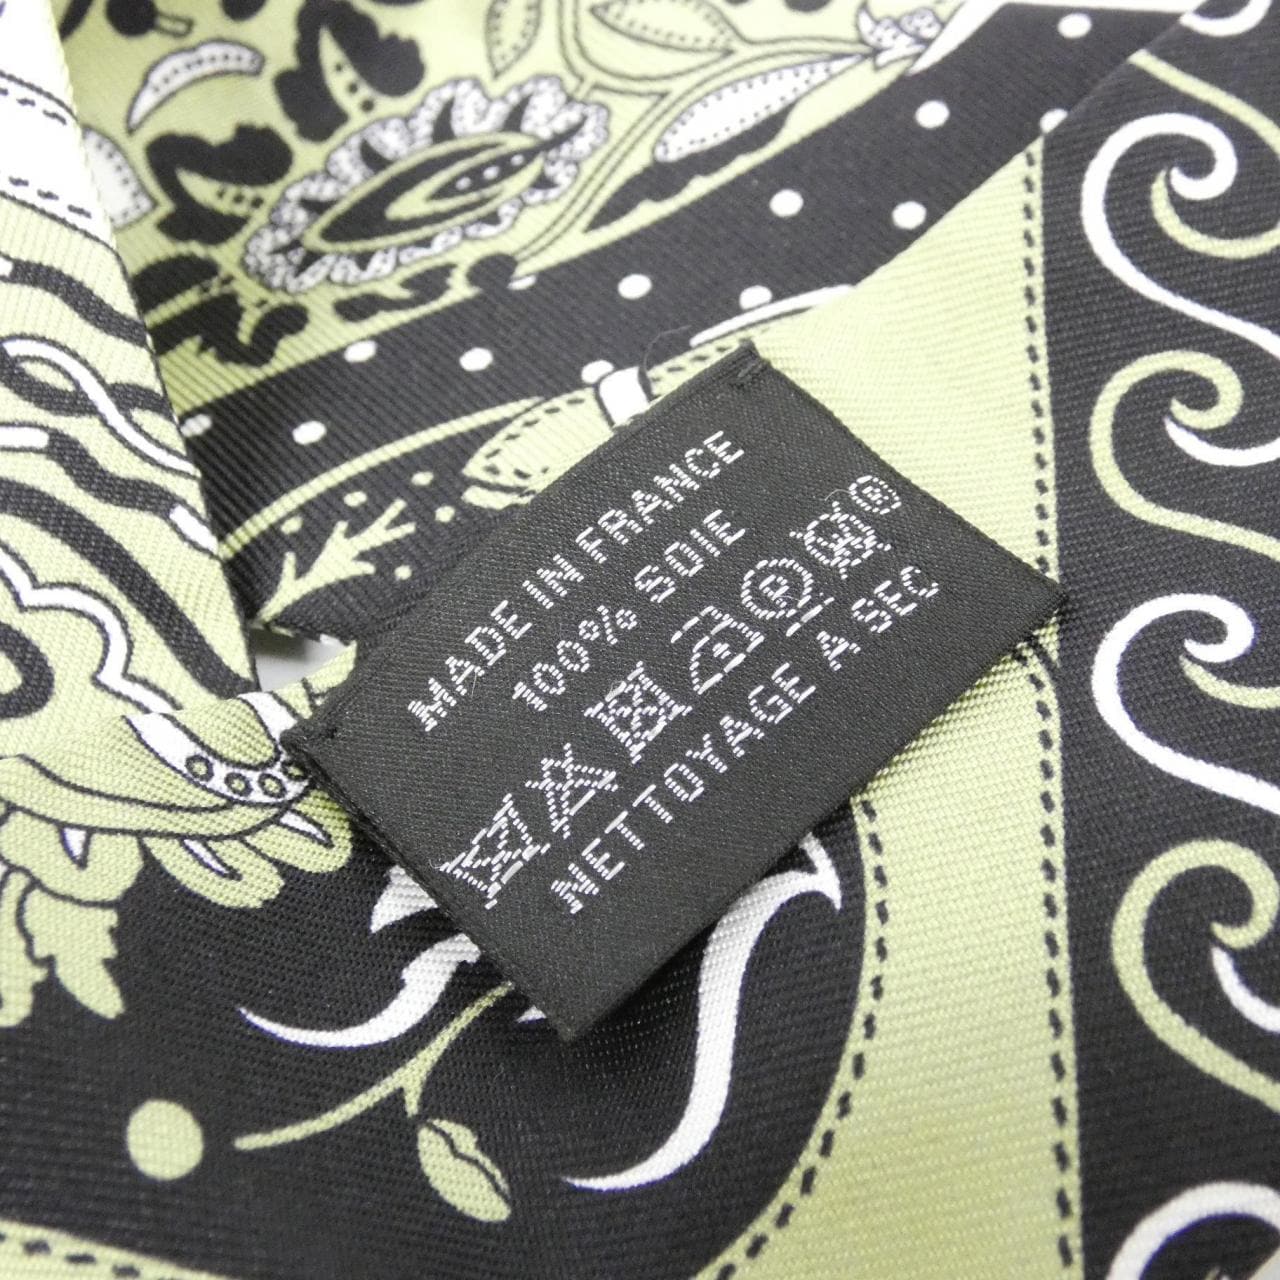 MADE IN FRANCE
100% SOIE
P ®
NETTOYAGE A SEC